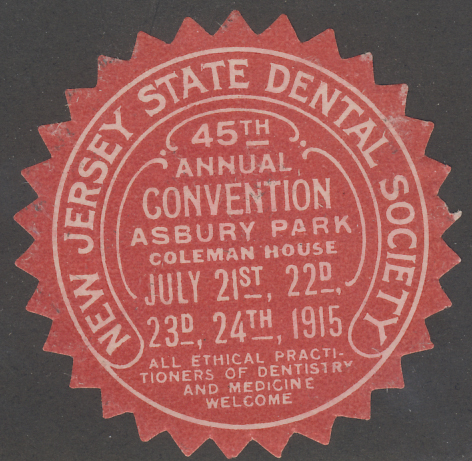 NEW JERSEY STATE DENTAL SOCIETY
45TH
ANNUAL
CONVENTION
ASBURY PARK
COLEMAN HOUSE
JULY 21ST, 22D,
23D, 24TH, 1915
ALL ETHICAL PRACTI-
TIONERS OF DENTISTRY
AND MEDICINE
WELCOME